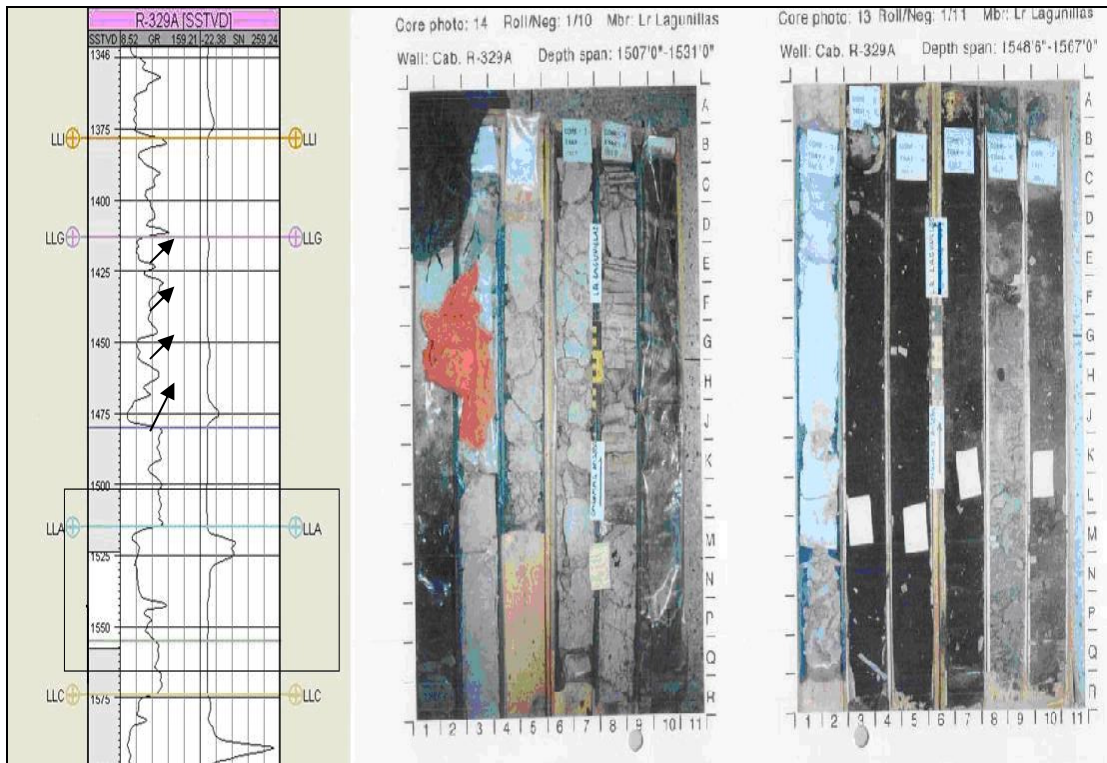 R-329A [SSTVD]
SSTVD 8.52 GR 159.21 -22.38 SN 259.24
1346
1375
LLI LLI
1400
LLG LLG
1425
1450
1475
1500
LLA LLA
1525
1550
LLC LLC
1575
Core photo: 14 Roll/Neg: 1/10 Mbr: Lr Lagunillas
Well: Cab. R-329A Depth span: 1507'0"-1531'0"
A
B
C
D
E
F
G
H
J
K
L
M
N
P
Q
R
1 2 3 4 5 6 7 8 9 10 11
Core photo: 13 Roll/Neg: 1/11 Mbr: Lr Lagunillas
Well: Cab. R-329A Depth span: 1548'6"-1567'0"
A
B
C
D
E
F
G
H
J
K
L
M
N
P
Q
R
1 2 3 4 5 6 7 8 9 10 11